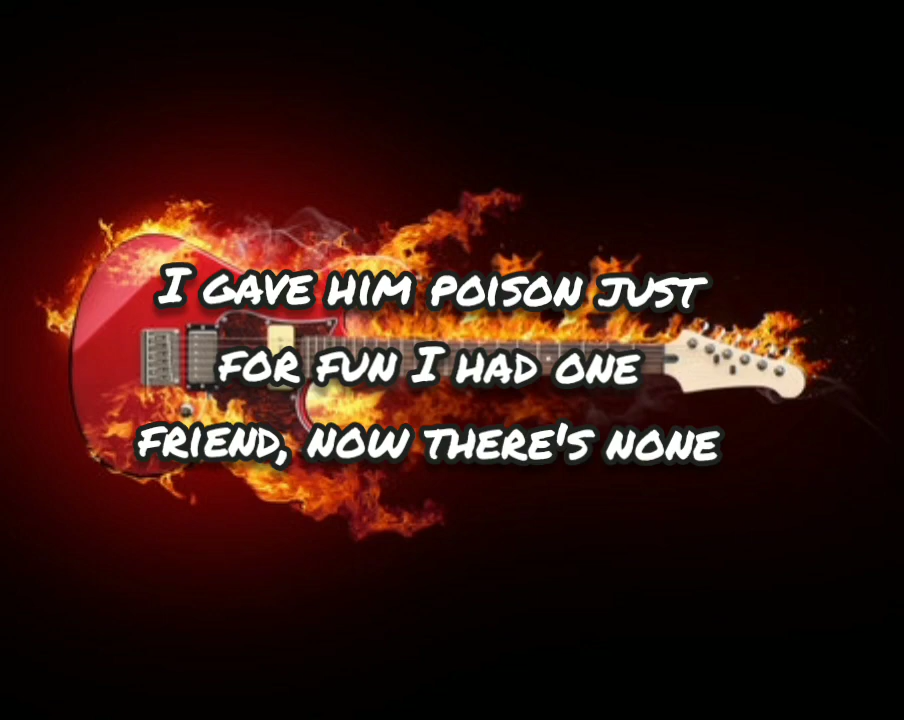 I GAVE HIM POISON JUST
FOR FUN I HAD ONE
FRIEND, NOW THERE'S NONE